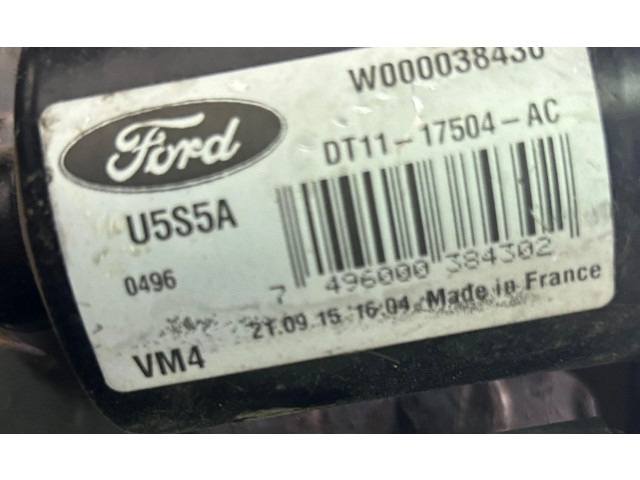 W000038430
Ford
DT11-17504-AC
U5S5A
0496
7 496000 384302
21.09.15 16:04 Made in France
VM4